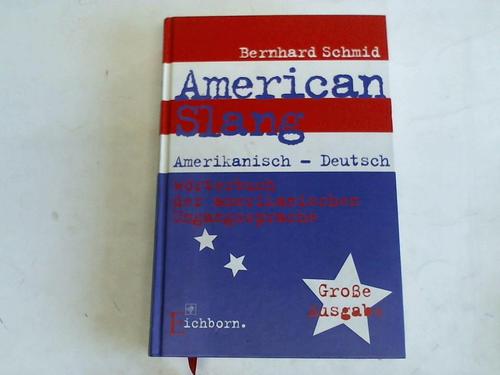 Bernhard Schmid
American
Slang
Amerikanisch – Deutsch
wörterbuch
der amerikanischen
Umgangssprache
Große
Ausgabe
Eichborn.